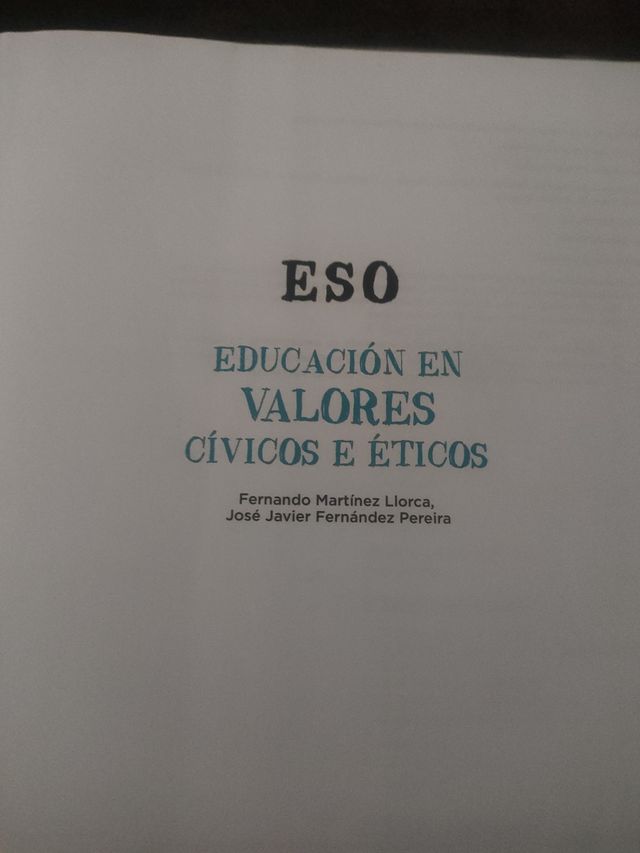 ESO
EDUCACIÓN EN
VALORES
CÍVICOS E ÉTICOS
Fernando Martínez Llorca,
José Javier Fernández Pereira